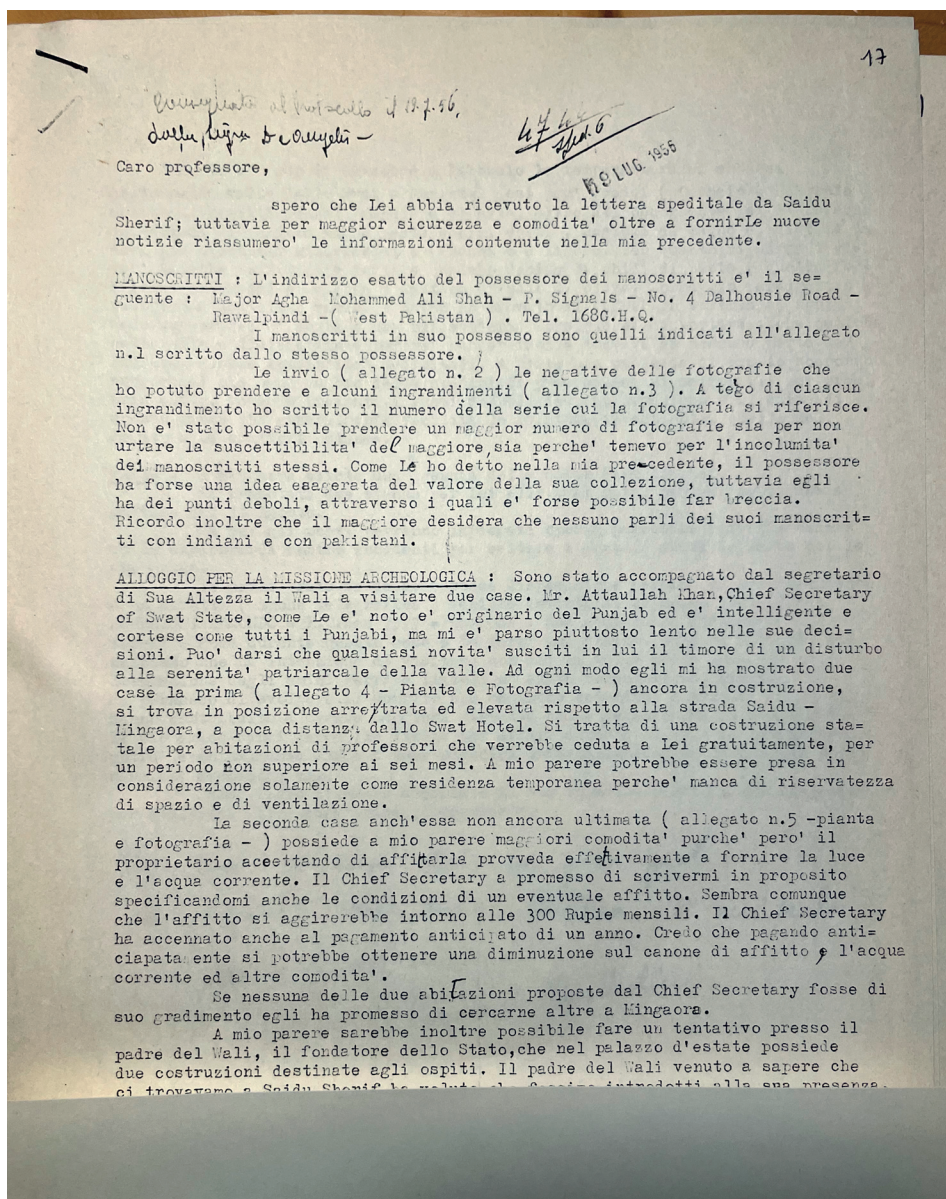 17
Consegnata al Protocollo il 19.7.56,
dalla Sig.ra De Angelis -
sped. 6
19 LUG. 1956
Caro professore,
spero che Lei abbia ricevuto la lettera speditale da Saidu
Sherif; tuttavia per maggior sicurezza e comodita' oltre a fornirLe nuove
notizie riassumero' le informazioni contenute nella mia precedente.
MANOSCRITTI : L'indirizzo esatto del possessore dei manoscritti e' il se=
guente : Major Agha Mohammed Ali Shah - P. Signals - No. 4 Dalhousie Road -
Rawalpindi -( West Pakistan ) . Tel. 168G.H.Q.
I manoscritti in suo possesso sono quelli indicati all'allegato
n.1 scritto dallo stesso possessore.
Le invio ( allegato n. 2 ) le negative delle fotografie che
ho potuto prendere e alcuni ingrandimenti ( allegato n.3 ). A tergo di ciascun
ingrandimento ho scritto il numero della serie cui la fotografia si riferisce.
Non e' stato possibile prendere un maggior numero di fotografie sia per non
urtare la suscettibilita' del maggiore, sia perche' temevo per l'incolumita'
dei manoscritti stessi. Come Le ho detto nella mia precedente, il possessore
ha forse una idea esagerata del valore della sua collezione, tuttavia egli
ha dei punti deboli, attraverso i quali e' forse possibile far breccia.
Ricordo inoltre che il maggiore desidera che nessuno parli dei suoi manoscrit=
ti con indiani e con pakistani.
ALLOGGIO PER LA MISSIONE ARCHEOLOGICA : Sono stato accompagnato dal segretario
di Sua Altezza il Wali a visitare due case. Mr. Attaullah Khan,Chief Secretary
of Swat State, come Le e' noto e' originario del Punjab ed e' intelligente e
cortese come tutti i Punjabi, ma mi e' parso piuttosto lento nelle sue deci=
sioni. Puo' darsi che qualsiasi novita' susciti in lui il timore di un disturbo
alla serenita' patriarcale della valle. Ad ogni modo egli mi ha mostrato due
case la prima ( allegato 4 - Pianta e Fotografia - ) ancora in costruzione,
si trova in posizione arretrata ed elevata rispetto alla strada Saidu -
Mingaora, a poca distanza dallo Swat Hotel. Si tratta di una costruzione sta=
tale per abitazioni di professori che verrebbe ceduta a Lei gratuitamente, per
un periodo non superiore ai sei mesi. A mio parere potrebbe essere presa in
considerazione solamente come residenza temporanea perche' manca di riservatezza
di spazio e di ventilazione.
La seconda casa anch'essa non ancora ultimata ( allegato n.5 -pianta
e fotografia - ) possiede a mio parere maggiori comodita' purche' pero' il
proprietario aceettando di affittarla provveda effettivamente a fornire la luce
e l'acqua corrente. Il Chief Secretary a promesso di scrivermi in proposito
specificandomi anche le condizioni di un eventuale affitto. Sembra comunque
che l'affitto si aggirerebbe intorno alle 300 Rupie mensili. Il Chief Secretary
ha accennato anche al pagamento anticipato di un anno. Credo che pagando anti=
ciapatamente si potrebbe ottenere una diminuzione sul canone di affitto e l'acqua
corrente ed altre comodita'.
Se nessuna delle due abitazioni proposte dal Chief Secretary fosse di
suo gradimento egli ha promesso di cercarne altre a Mingaora.
A mio parere sarebbe inoltre possibile fare un tentativo presso il
padre del Wali, il fondatore dello Stato,che nel palazzo d'estate possiede
due costruzioni destinate agli ospiti. Il padre del Wali venuto a sapere che
ci trovavamo a Saidu Sherif ha voluto che fossimo introdotti alla sua presenza.